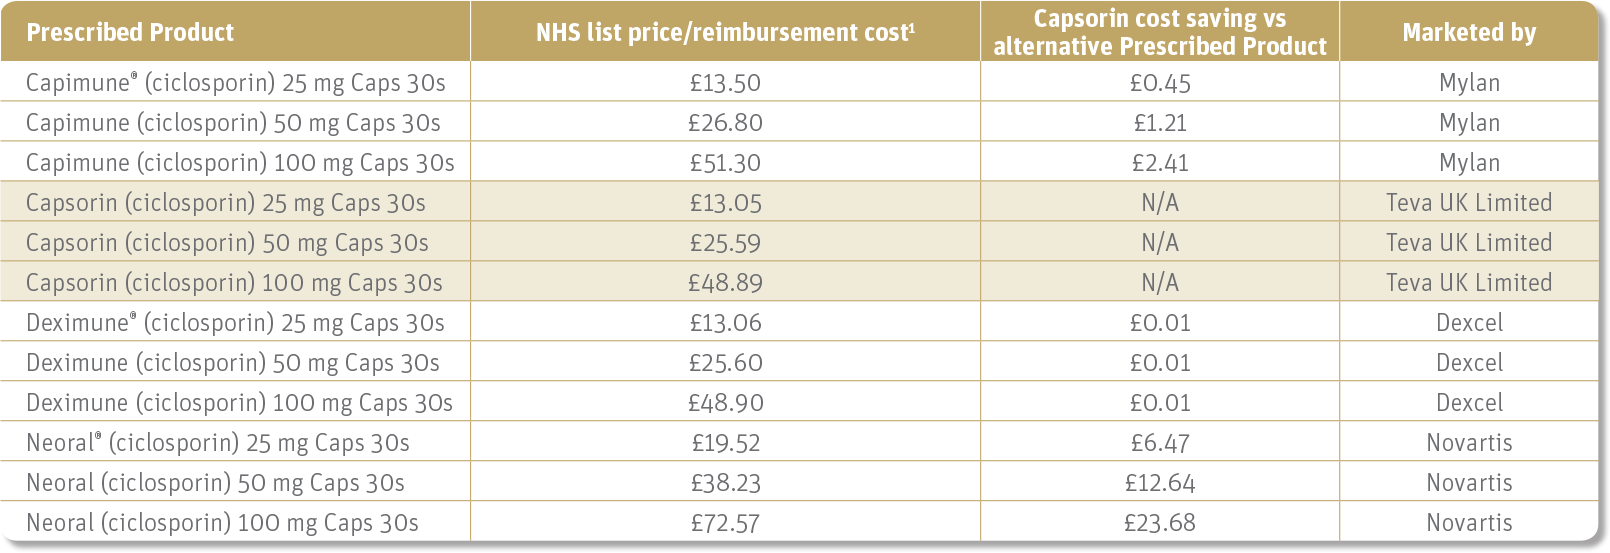 Prescribed Product NHS list price/reimbursement cost¹ Capsorin cost saving vs
alternative Prescribed Product Marketed by
Capimune® (ciclosporin) 25 mg Caps 30s £13.50 £0.45 Mylan
Capimune (ciclosporin) 50 mg Caps 30s £26.80 £1.21 Mylan
Capimune (ciclosporin) 100 mg Caps 30s £51.30 £2.41 Mylan
Capsorin (ciclosporin) 25 mg Caps 30s £13.05 N/A Teva UK Limited
Capsorin (ciclosporin) 50 mg Caps 30s £25.59 N/A Teva UK Limited
Capsorin (ciclosporin) 100 mg Caps 30s £48.89 N/A Teva UK Limited
Deximune® (ciclosporin) 25 mg Caps 30s £13.06 £0.01 Dexcel
Deximune (ciclosporin) 50 mg Caps 30s £25.60 £0.01 Dexcel
Deximune (ciclosporin) 100 mg Caps 30s £48.90 £0.01 Dexcel
Neoral® (ciclosporin) 25 mg Caps 30s £19.52 £6.47 Novartis
Neoral (ciclosporin) 50 mg Caps 30s £38.23 £12.64 Novartis
Neoral (ciclosporin) 100 mg Caps 30s £72.57 £23.68 Novartis